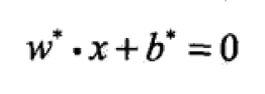 w* · x + b* = 0